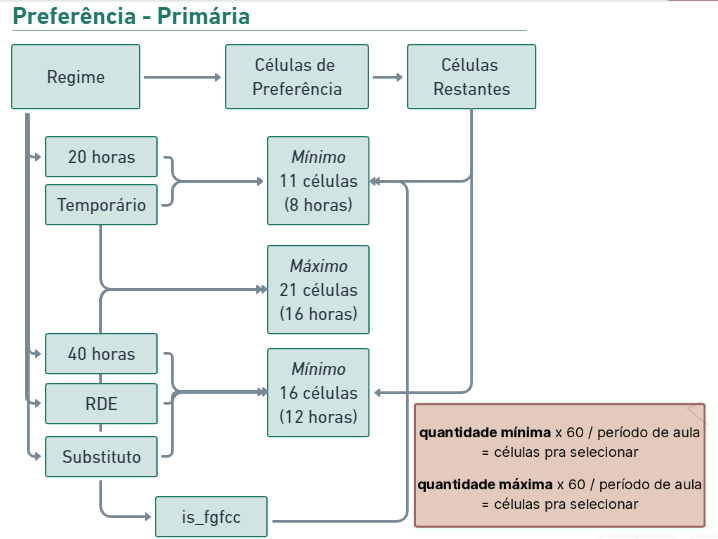 Preferência - Primária
Regime
Células de
Preferência
Células
Restantes
20 horas
Temporário
Mínimo
11 células
(8 horas)
Máximo
21 células
(16 horas)
40 horas
RDE
Substituto
Mínimo
16 células
(12 horas)
is_fgfcc
quantidade mínima x 60 / período de aula
= células pra selecionar
quantidade máxima x 60 / período de aula
= células pra selecionar